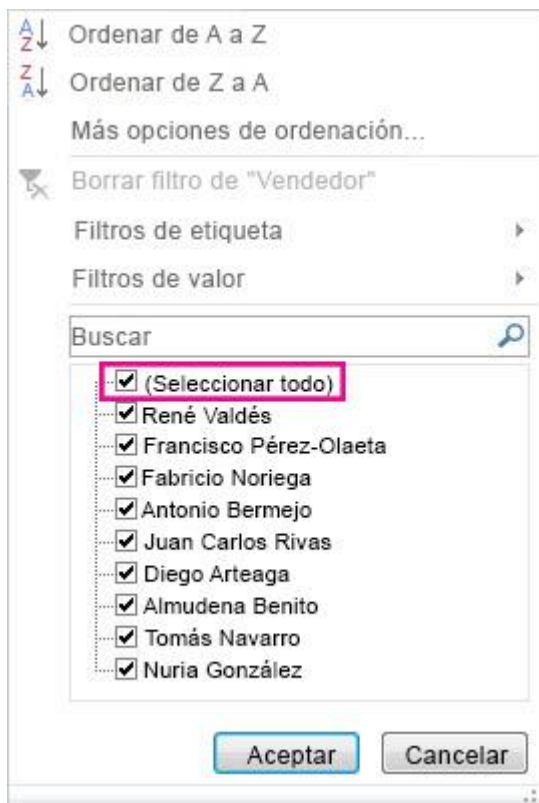 Ordenar de A a Z
Ordenar de Z a A
Más opciones de ordenación...
Borrar filtro de "Vendedor"
Filtros de etiqueta
Filtros de valor
Buscar
(Seleccionar todo)
René Valdés
Francisco Pérez-Olaeta
Fabricio Noriega
Antonio Bermejo
Juan Carlos Rivas
Diego Arteaga
Almudena Benito
Tomás Navarro
Nuria González
Aceptar Cancelar